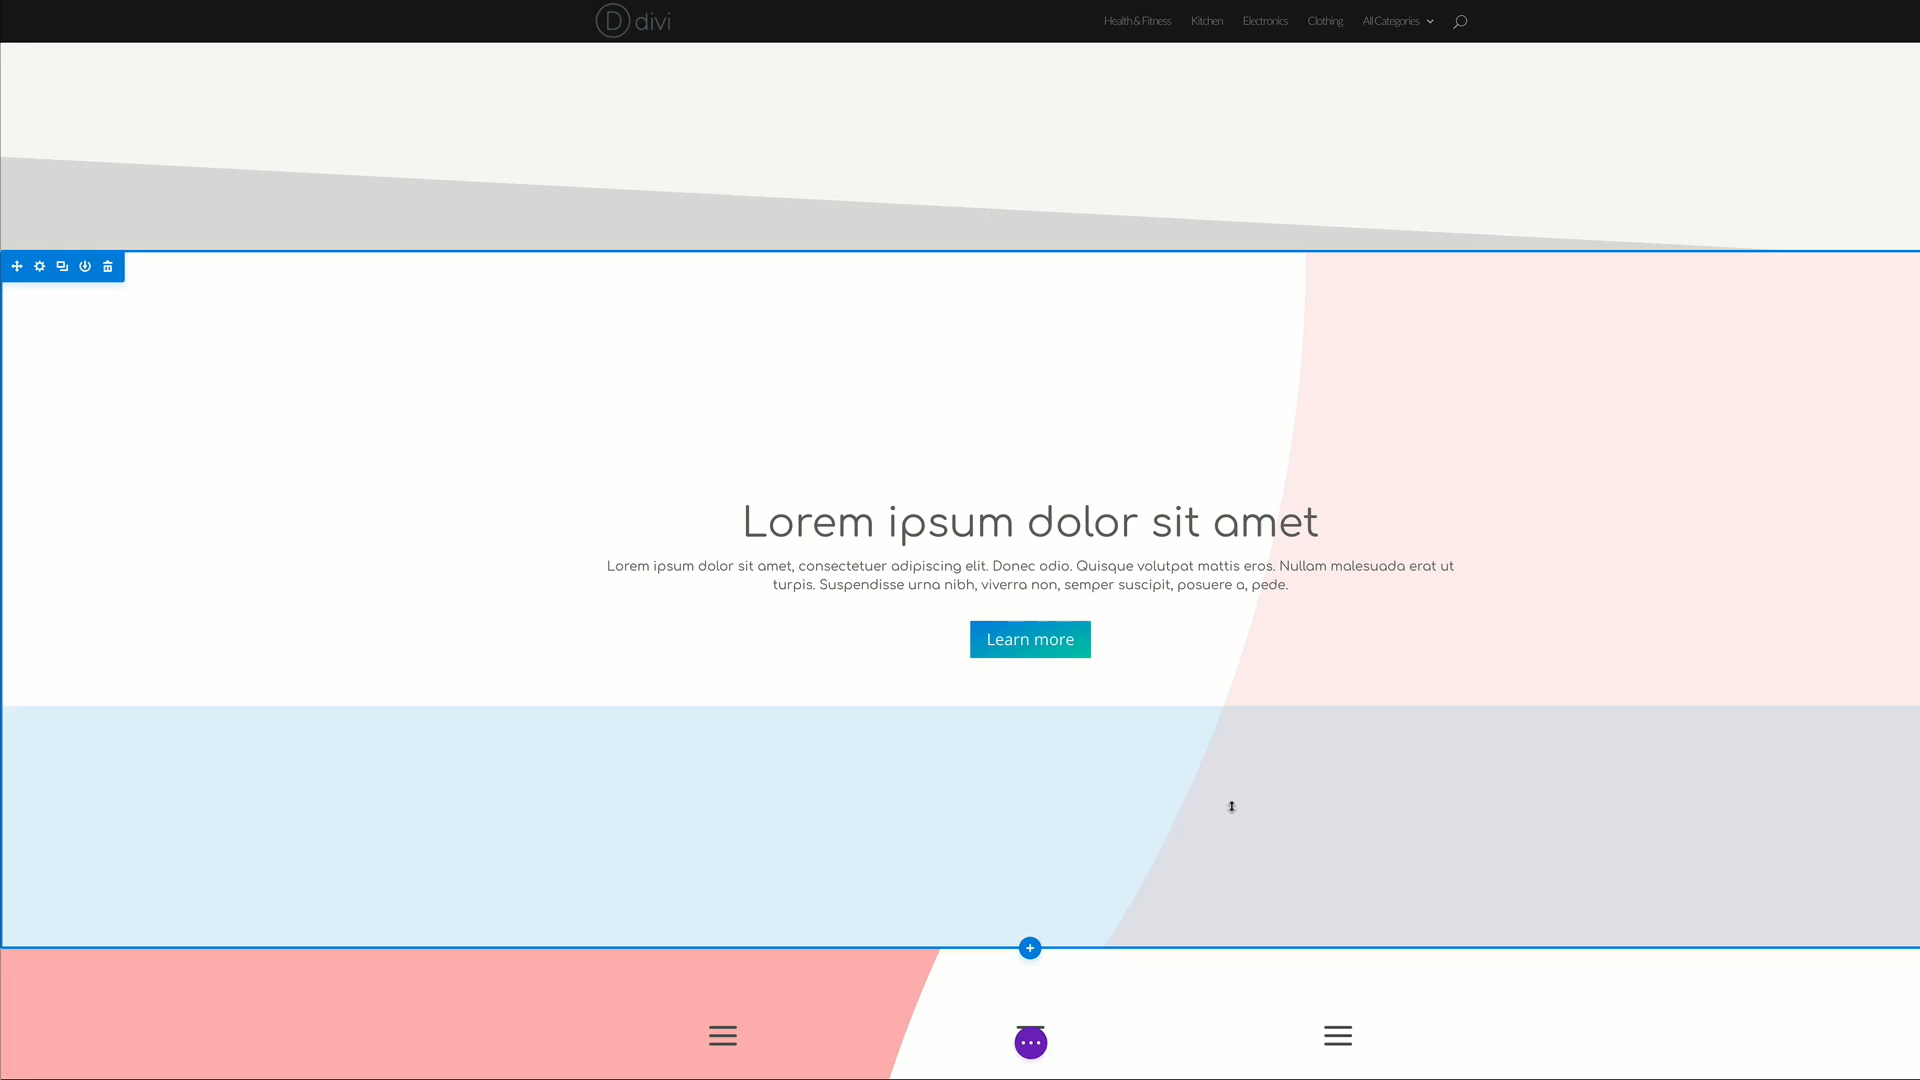 D divi
Health & Fitness Kitchen Electronics Clothing All Categories
Lorem ipsum dolor sit amet
Lorem ipsum dolor sit amet, consectetuer adipiscing elit. Donec odio. Quisque volutpat mattis eros. Nullam malesuada erat ut
turpis. Suspendisse urna nibh, viverra non, semper suscipit, posuere a, pede.
Learn more